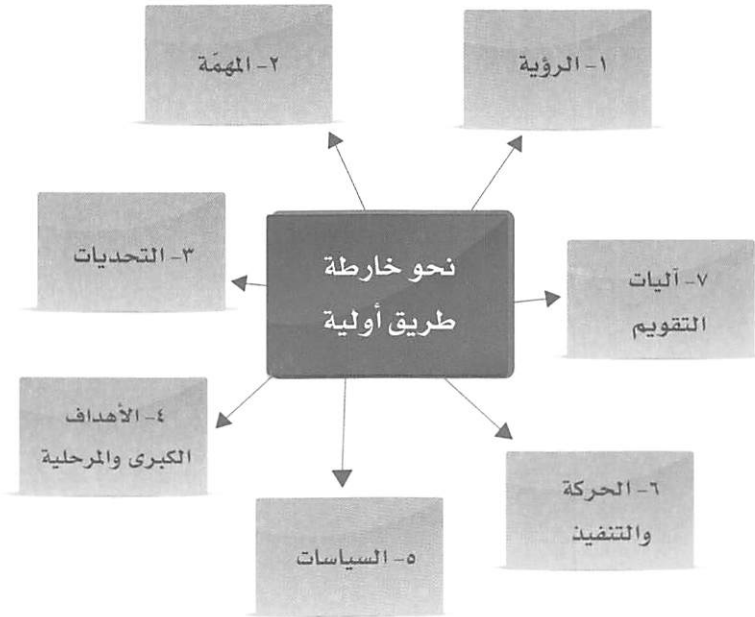 ١- الرؤية
٢- المهمّة
نحو خارطة
طريق أولية
٣- التحديات
٧- آليات
التقويم
٤- الأهداف
الكبرى والمرحلية
٦- الحركة
والتنفيذ
٥- السياسات